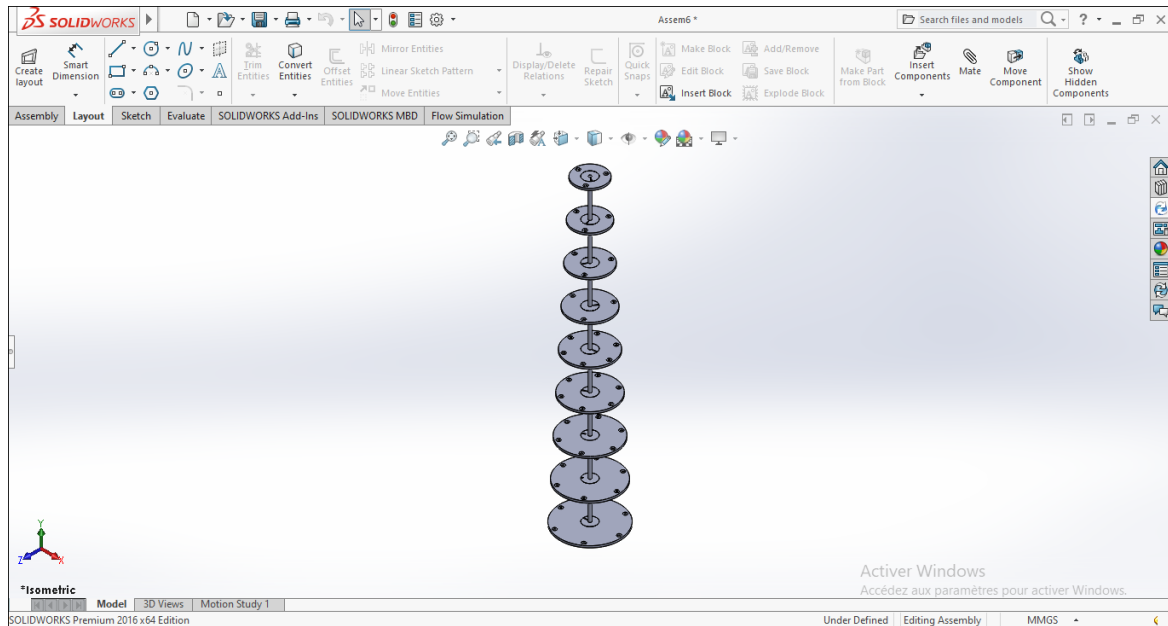 SOLIDWORKS
Assem6 *
Search files and models
Create layout
Smart Dimension
Trim Entities
Convert Entities
Offset Entities
Mirror Entities
Linear Sketch Pattern
Move Entities
Display/Delete Relations
Repair Sketch
Quick Snaps
Make Block
Edit Block
Insert Block
Add/Remove
Save Block
Explode Block
Make Part from Block
Insert Components
Mate
Move Component
Show Hidden Components
Assembly Layout Sketch Evaluate SOLIDWORKS Add-Ins SOLIDWORKS MBD Flow Simulation
Y
Z X
*Isometric
Activer Windows
Accédez aux paramètres pour activer Windows.
Model 3D Views Motion Study 1
SOLIDWORKS Premium 2016 x64 Edition Under Defined Editing Assembly MMGS